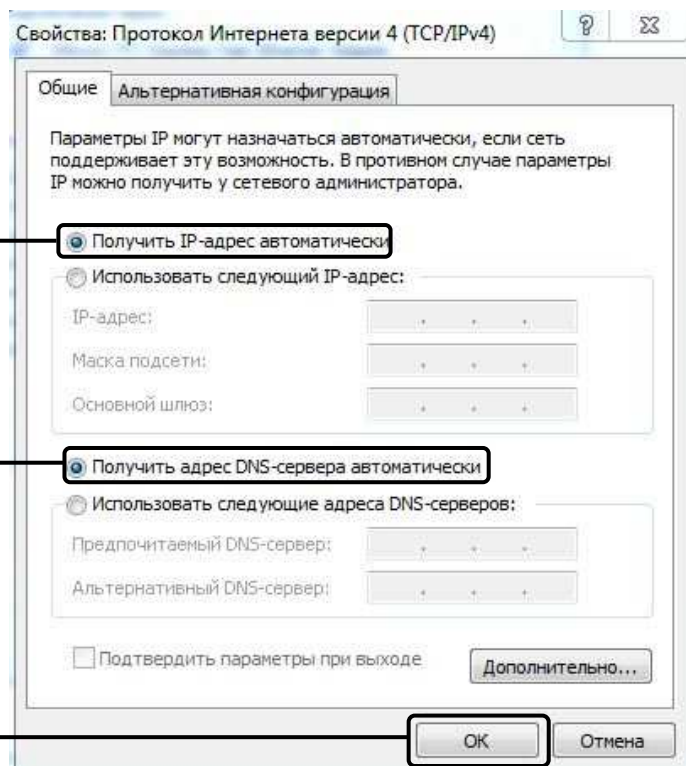 Свойства: Протокол Интернета версии 4 (TCP/IPv4)
Общие
Альтернативная конфигурация
Параметры IP могут назначаться автоматически, если сеть
поддерживает эту возможность. В противном случае параметры
IP можно получить у сетевого администратора.
Получить IP-адрес автоматически
Использовать следующий IP-адрес:
IP-адрес:
Маска подсети:
Основной шлюз:
Получить адрес DNS-сервера автоматически
Использовать следующие адреса DNS-серверов:
Предпочитаемый DNS-сервер:
Альтернативный DNS-сервер:
Подтвердить параметры при выходе
Дополнительно...
ОК
Отмена